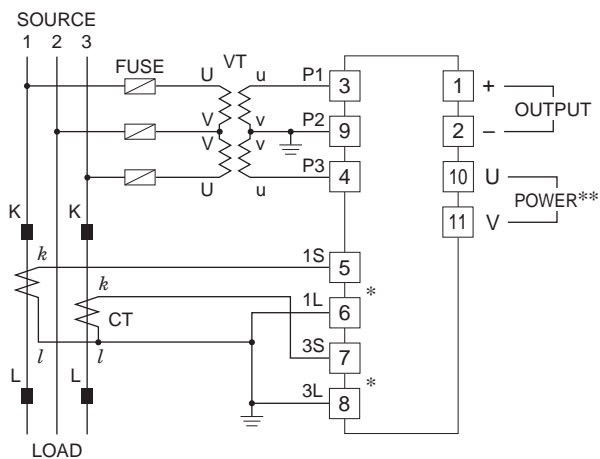 SOURCE
1 2 3
FUSE
VT
U u P1 3
V v P2 9
V v
U u P3 4
1 +
2 –
OUTPUT
10 U
11 V
POWER**
K K
k 1S 5
*
k 1L 6
CT 3S 7
l l
*
L L 3L 8
LOAD